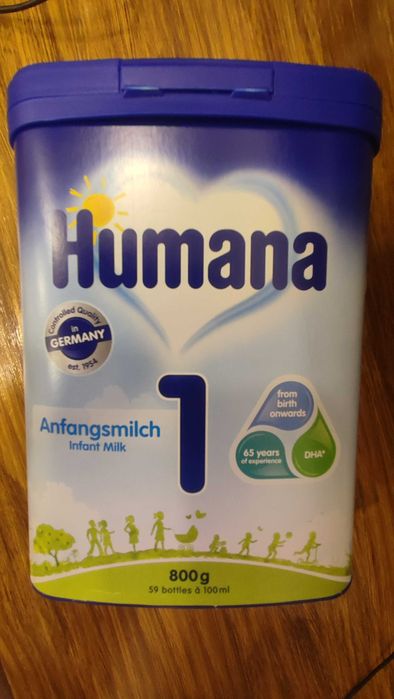 Humana
Controlled Quality
in
GERMANY
est. 1954
1
Anfangsmilch
Infant Milk
from
birth
onwards
65 years
of experience
DHA*
800g
59 bottles à 100ml